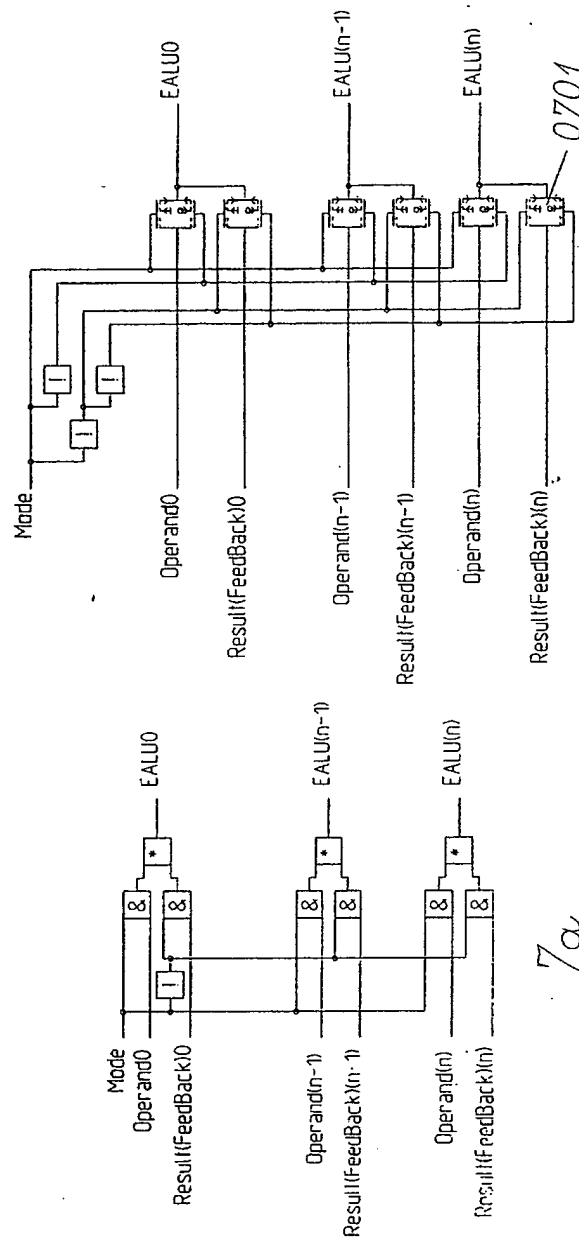 Mode
!
!
!
Operand0
Result(FeedBack)0
EALU0
Operand(n-1)
Result(FeedBack)(n-1)
EALU(n-1)
Operand(n)
Result(FeedBack)(n)
EALU(n)
0701
Mode
Operand0
Result(FeedBack)0
!
&
&
*
EALU0
Operand(n-1)
Result(FeedBack)(n-1)
&
&
*
EALU(n-1)
Operand(n)
Result(FeedBack)(n)
&
&
*
EALU(n)
7a